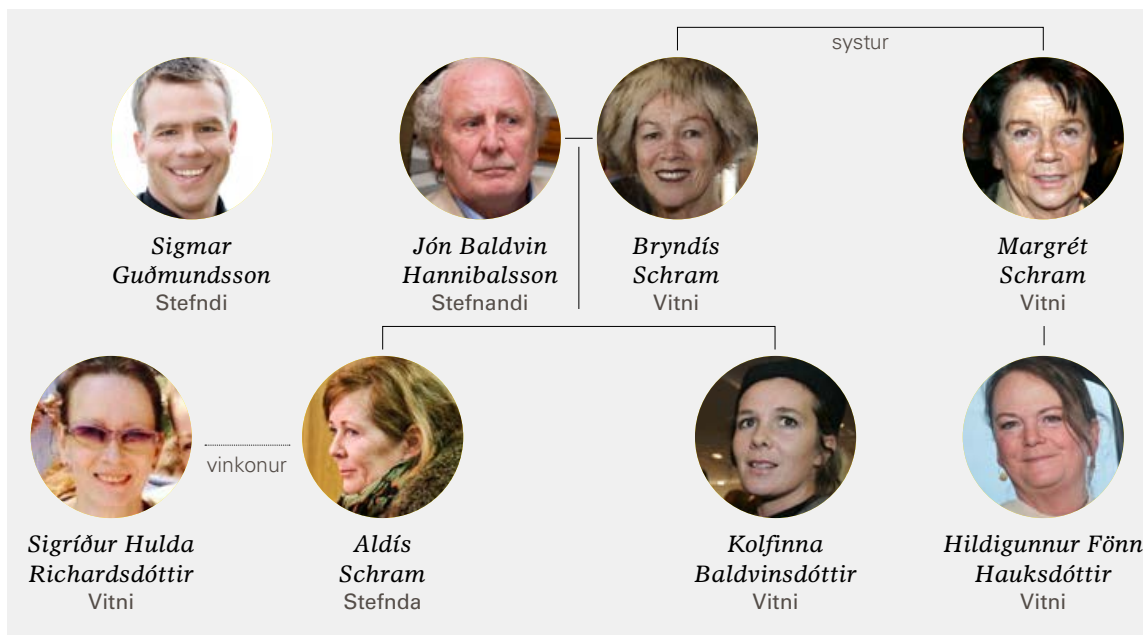 systur
Sigmar
Guðmundsson
Stefndi
Jón Baldvin
Hannibalsson
Stefnandi
Bryndís
Schram
Vitni
Margrét
Schram
Vitni
vinkonur
Sigríður Hulda
Richardsdóttir
Vitni
Aldís
Schram
Stefnda
Kolfinna
Baldvinsdóttir
Vitni
Hildigunnur Fönn
Hauksdóttir
Vitni